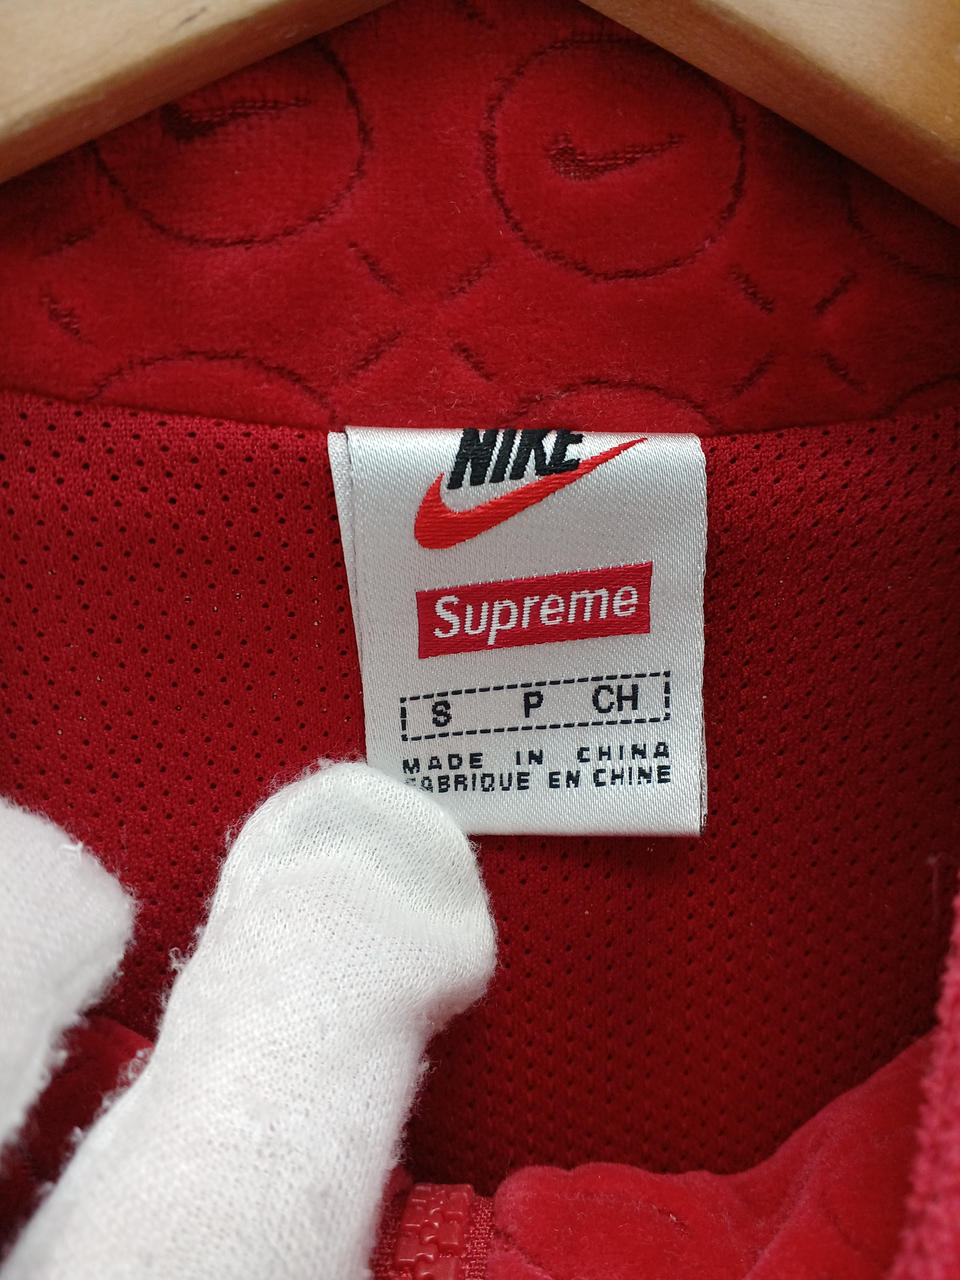 NIKE
Supreme
S P CH
MADE IN CHINA
FABRIQUE EN CHINE